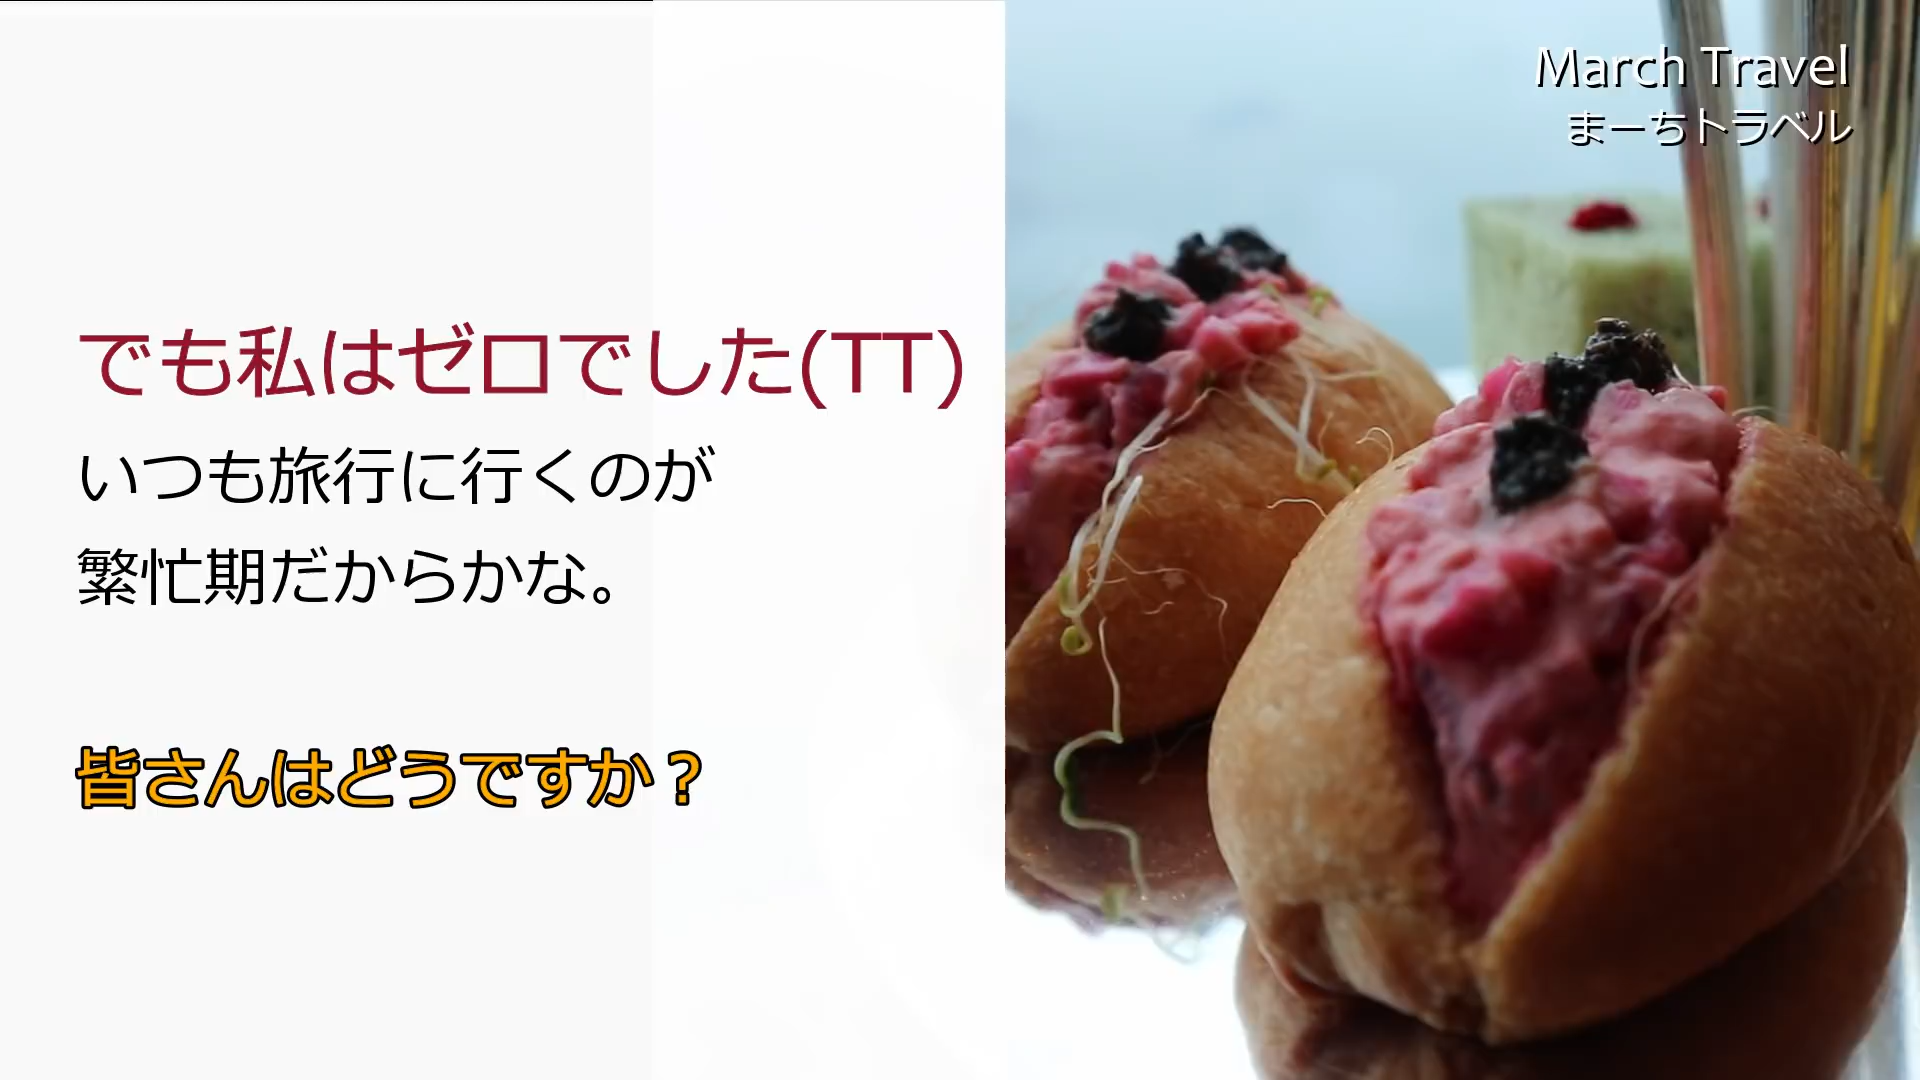 March Travel
まーちトラベル
でも私はゼロでした(TT)
いつも旅行に行くのが
繁忙期だからかな。
皆さんはどうですか？